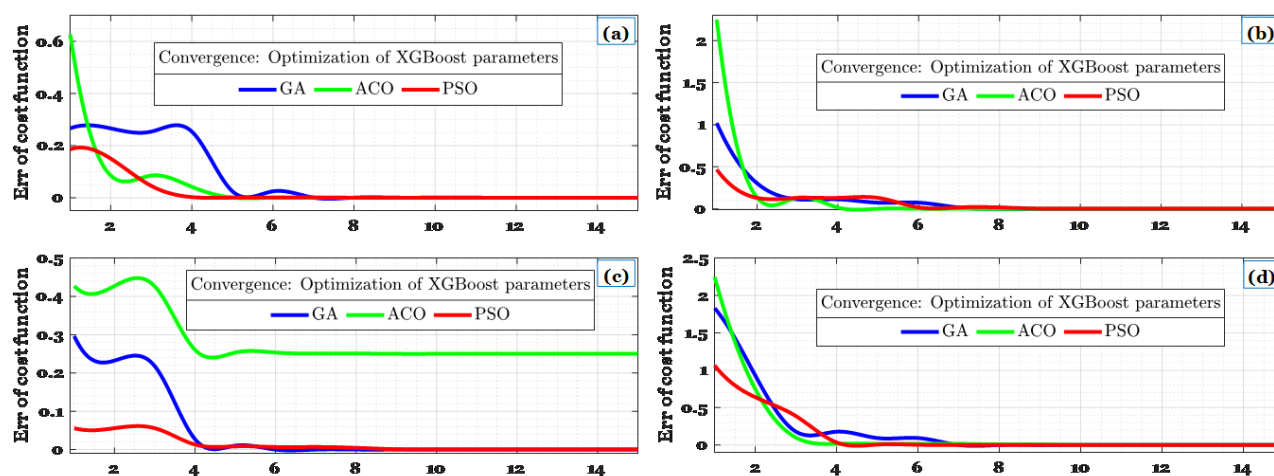 (a)
Err of cost function
Convergence: Optimization of XGBoost parameters
GA ACO PSO
0.6
0.4
0.2
0
2 4 6 8 10 12 14
(b)
Err of cost function
Convergence: Optimization of XGBoost parameters
GA ACO PSO
2
1.5
1
0.5
0
2 4 6 8 10 12 14
(c)
Err of cost function
Convergence: Optimization of XGBoost parameters
GA ACO PSO
0.5
0.4
0.3
0.2
0.1
0
2 4 6 8 10 12 14
(d)
Err of cost function
Convergence: Optimization of XGBoost parameters
GA ACO PSO
2.5
2
1.5
1
0.5
0
2 4 6 8 10 12 14